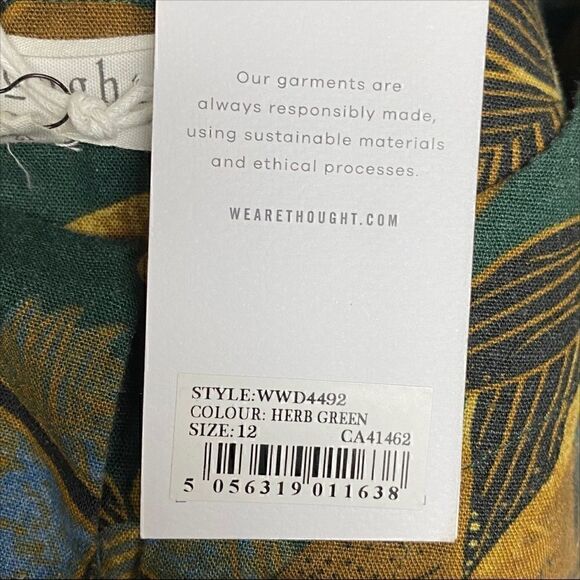 Our garments are
always responsibly made,
using sustainable materials
and ethical processes.
WEARETHOUGHT.COM
STYLE:WWD4492
COLOUR: HERB GREEN
SIZE:12 CA41462
5 056319 011638